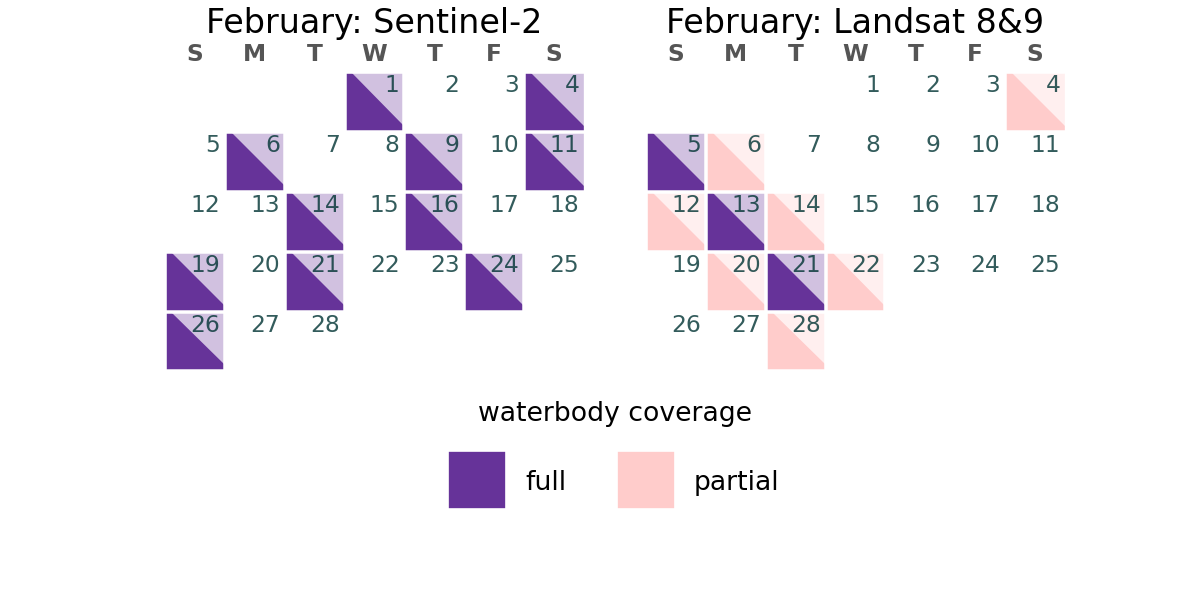 February: Sentinel-2
S M T W T F S
1 2 3 4
5 6 7 8 9 10 11
12 13 14 15 16 17 18
19 20 21 22 23 24 25
26 27 28
February: Landsat 8&9
S M T W T F S
1 2 3 4
5 6 7 8 9 10 11
12 13 14 15 16 17 18
19 20 21 22 23 24 25
26 27 28
waterbody coverage
full
partial